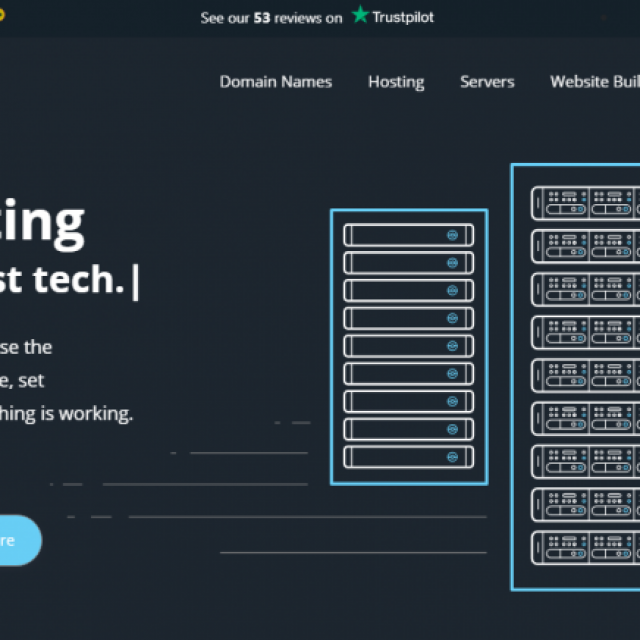 See our 53 reviews on Trustpilot
Domain Names Hosting Servers Website Buil
ting
st tech.|
se the
e, set
hing is working.
re